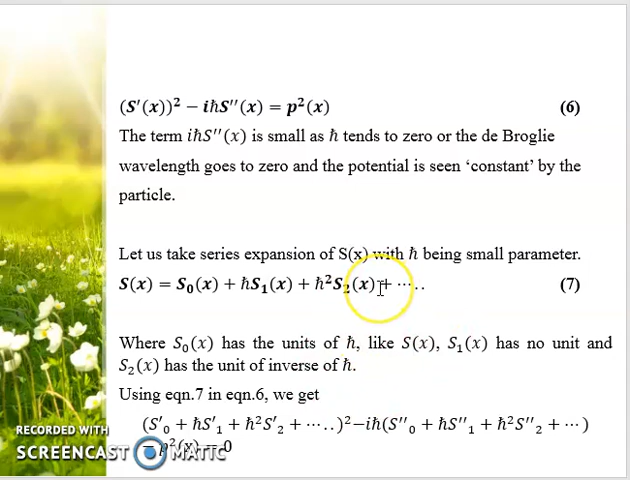 (S′(x))² − iħS″(x) = p²(x) (6)
The term iħS″(x) is small as ħ tends to zero or the de Broglie
wavelength goes to zero and the potential is seen ‘constant’ by the
particle.
Let us take series expansion of S(x) with ħ being small parameter.
S(x) = S₀(x) + ħS₁(x) + ħ²S₂(x) + ⋯.. (7)
Where S₀(x) has the units of ħ, like S(x), S₁(x) has no unit and
S₂(x) has the unit of inverse of ħ.
Using eqn.7 in eqn.6, we get
(S′₀ + ħS′₁ + ħ²S′₂ + ⋯..)²−iħ(S″₀ + ħS″₁ + ħ²S″₂ + ⋯)
− p²(x) = 0
RECORDED WITH
SCREENCAST MATIC